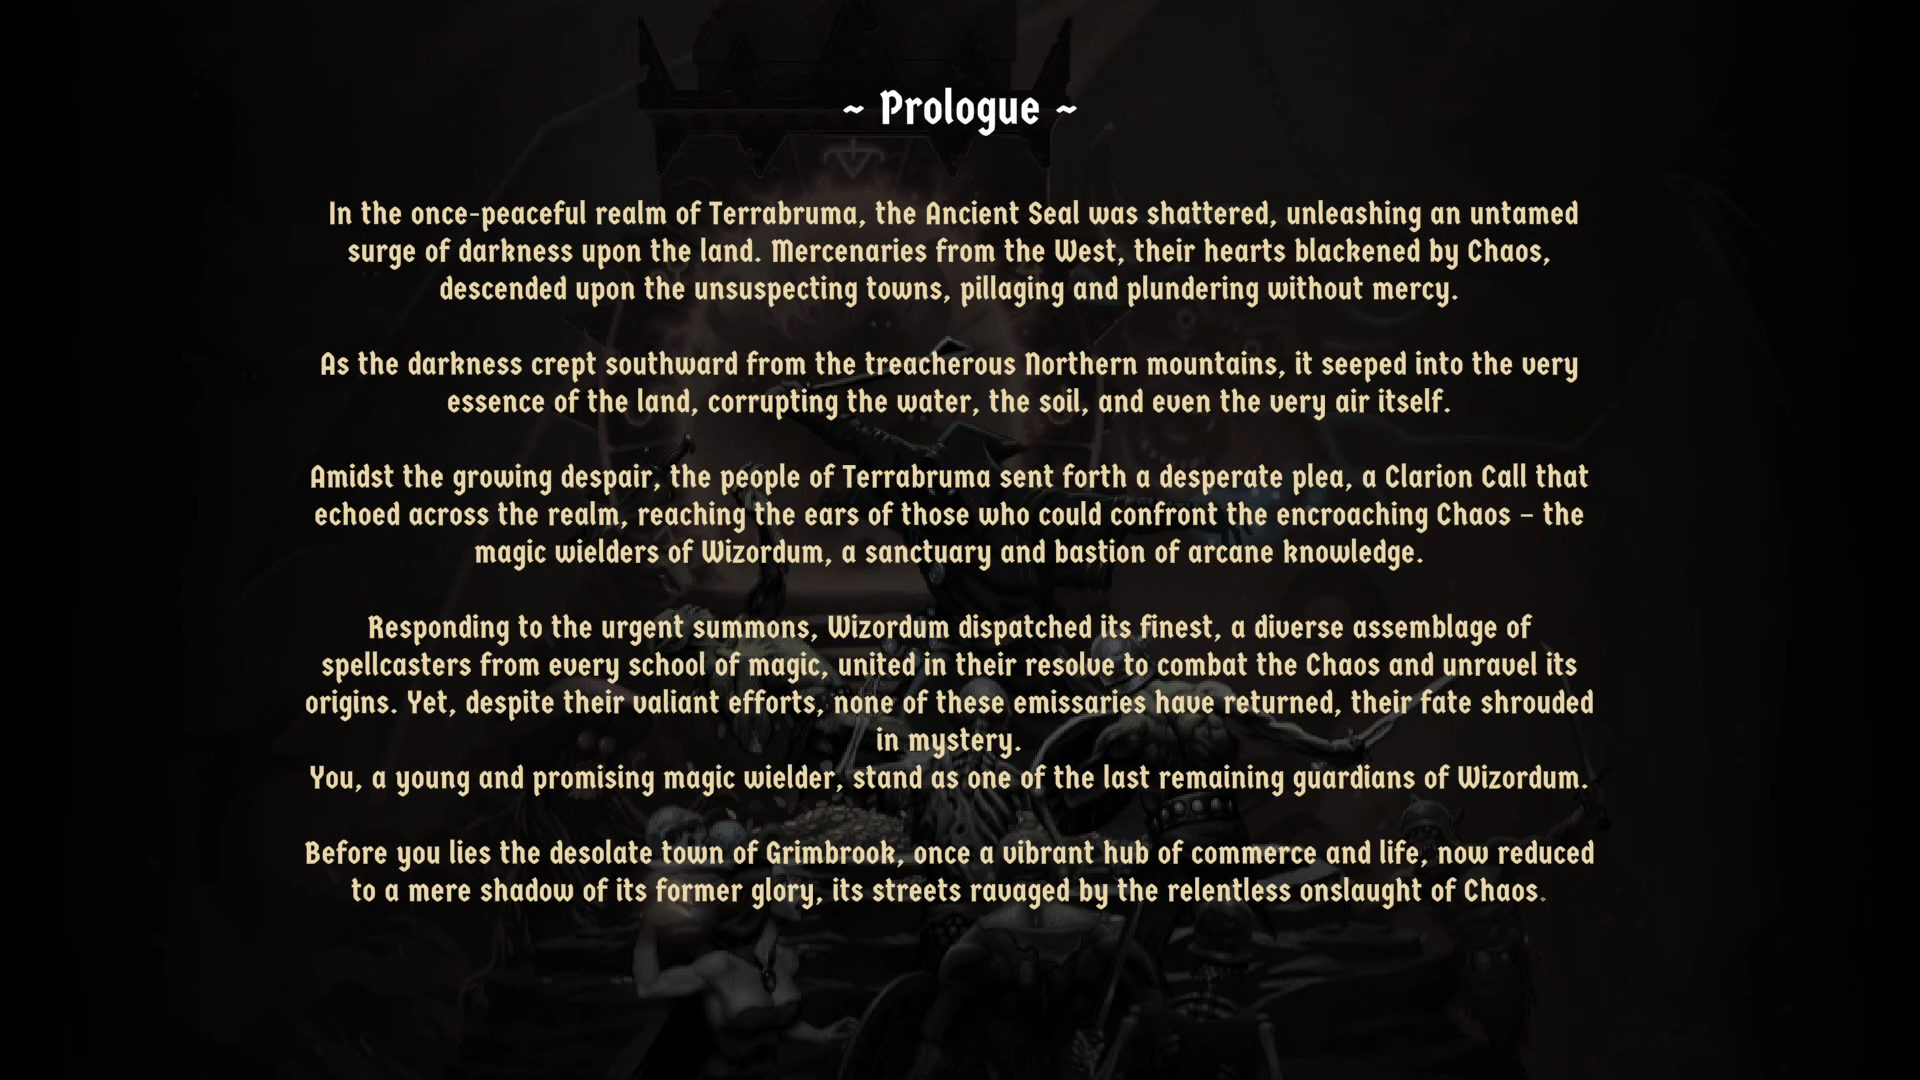 ~ Prologue ~
In the once-peaceful realm of Terrabruma, the Ancient Seal was shattered, unleashing an untamed
surge of darkness upon the land. Mercenaries from the West, their hearts blackened by Chaos,
descended upon the unsuspecting towns, pillaging and plundering without mercy.
As the darkness crept southward from the treacherous Northern mountains, it seeped into the very
essence of the land, corrupting the water, the soil, and even the very air itself.
Amidst the growing despair, the people of Terrabruma sent forth a desperate plea, a Clarion Call that
echoed across the realm, reaching the ears of those who could confront the encroaching Chaos – the
magic wielders of Wizordum, a sanctuary and bastion of arcane knowledge.
Responding to the urgent summons, Wizordum dispatched its finest, a diverse assemblage of
spellcasters from every school of magic, united in their resolve to combat the Chaos and unravel its
origins. Yet, despite their valiant efforts, none of these emissaries have returned, their fate shrouded
in mystery.
You, a young and promising magic wielder, stand as one of the last remaining guardians of Wizordum.
Before you lies the desolate town of Grimbrook, once a vibrant hub of commerce and life, now reduced
to a mere shadow of its former glory, its streets ravaged by the relentless onslaught of Chaos.